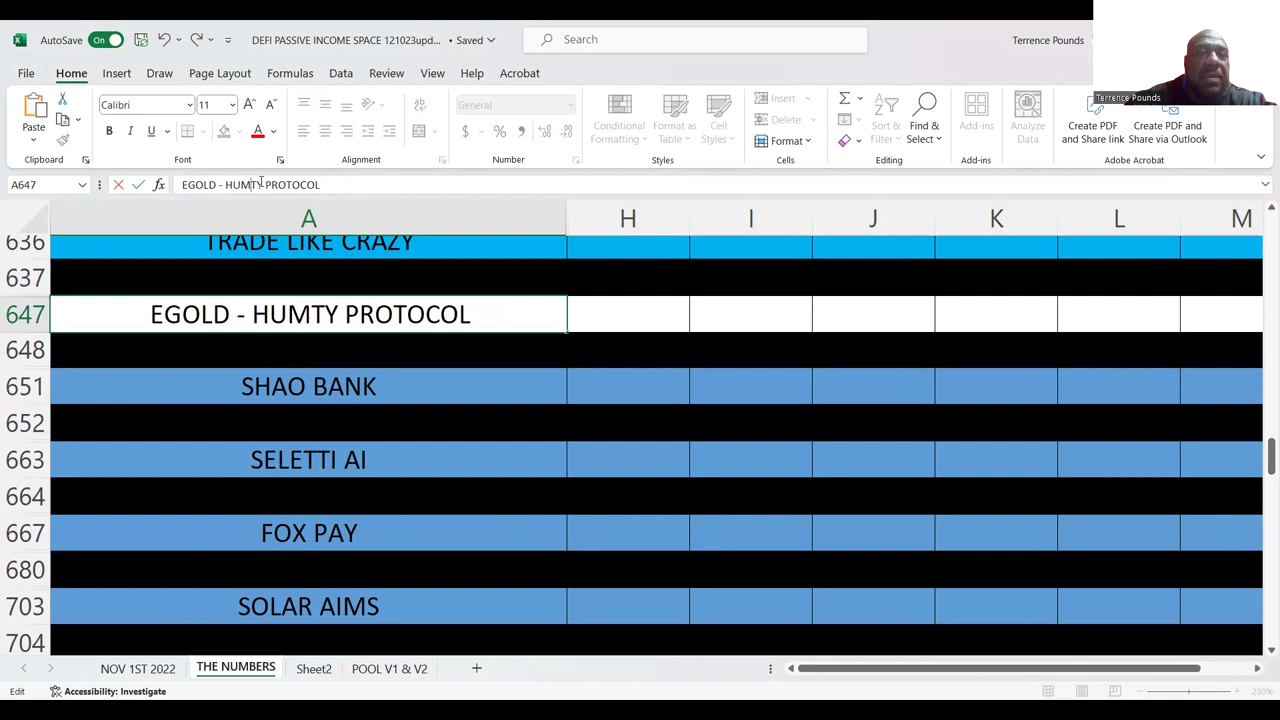 AutoSave On DEFI PASSIVE INCOME SPACE 121023upd... • Saved Search Terrence Pounds
File Home Insert Draw Page Layout Formulas Data Review View Help Acrobat
Terrence Pounds
Paste Calibri 11 General Conditional Formatting Format as Table Cell Styles Insert Delete Format Sort & Filter Find & Select Add-ins Analyze Data Create PDF and Share link Create PDF and Share via Outlook
Clipboard Font Alignment Number Styles Cells Editing Add-ins Adobe Acrobat
A647 fx EGOLD - HUMTY PROTOCOL
A H I J K L M
636 TRADE LIKE CRAZY
637
647 EGOLD - HUMTY PROTOCOL
648
651 SHAO BANK
652
663 SELETTI AI
664
667 FOX PAY
680
703 SOLAR AIMS
704
NOV 1ST 2022 THE NUMBERS Sheet2 POOL V1 & V2
Edit Accessibility: Investigate 230%